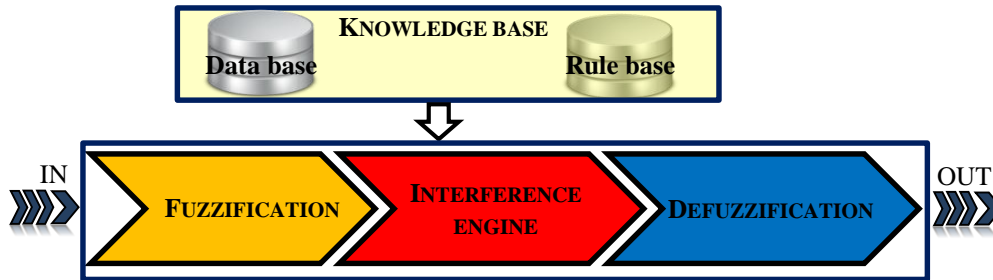 KNOWLEDGE BASE
Data base
Rule base
IN
OUT
FUZZIFICATION
INTERFERENCE
ENGINE
DEFUZZIFICATION